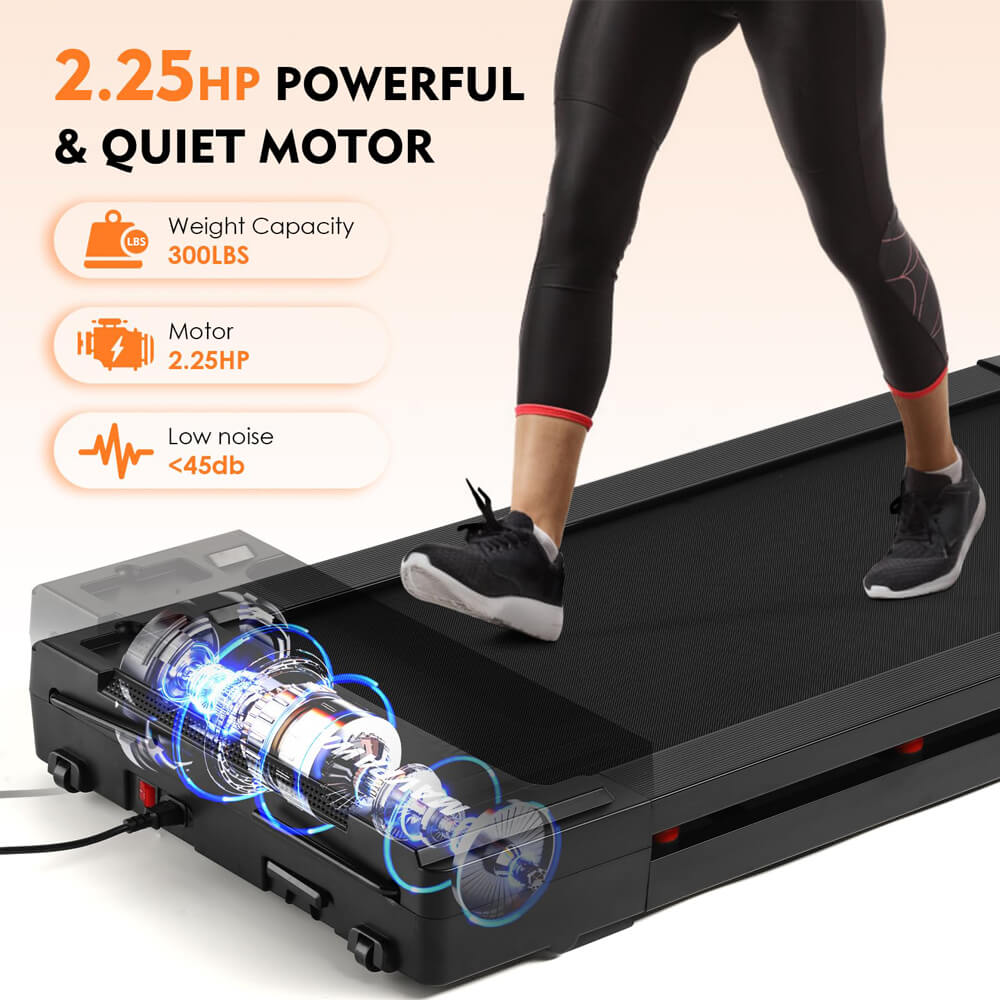 2.25HP POWERFUL
& QUIET MOTOR
LBS
Weight Capacity
300LBS
Motor
2.25HP
Low noise
<45db